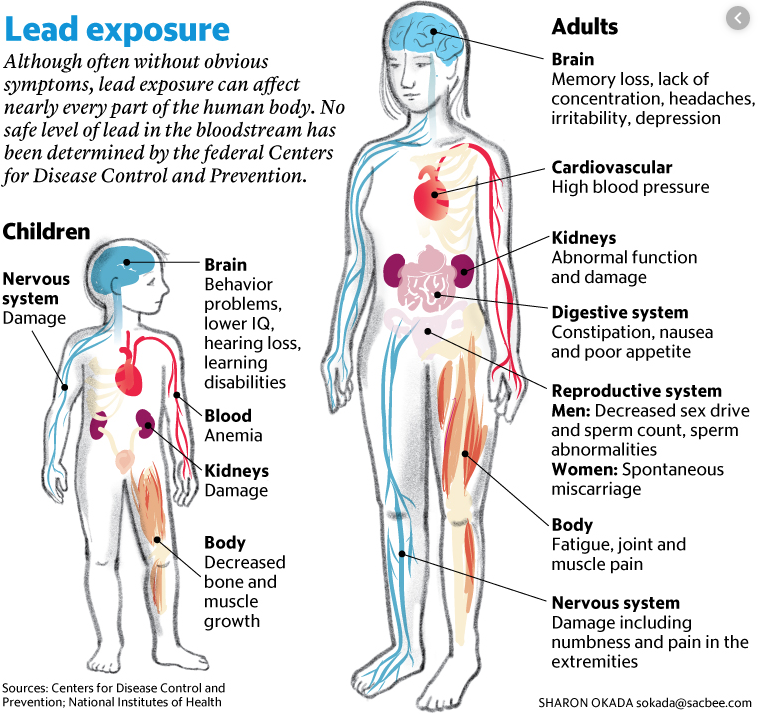 Lead exposure
Although often without obvious
symptoms, lead exposure can affect
nearly every part of the human body. No
safe level of lead in the bloodstream has
been determined by the federal Centers
for Disease Control and Prevention.
Children
Nervous
system
Damage
Brain
Behavior
problems,
lower IQ,
hearing loss,
learning
disabilities
Blood
Anemia
Kidneys
Damage
Body
Decreased
bone and
muscle
growth
Adults
Brain
Memory loss, lack of
concentration, headaches,
irritability, depression
Cardiovascular
High blood pressure
Kidneys
Abnormal function
and damage
Digestive system
Constipation, nausea
and poor appetite
Reproductive system
Men: Decreased sex drive
and sperm count, sperm
abnormalities
Women: Spontaneous
miscarriage
Body
Fatigue, joint and
muscle pain
Nervous system
Damage including
numbness and pain in the
extremities
Sources: Centers for Disease Control and
Prevention; National Institutes of Health
SHARON OKADA sokada@sacbee.com